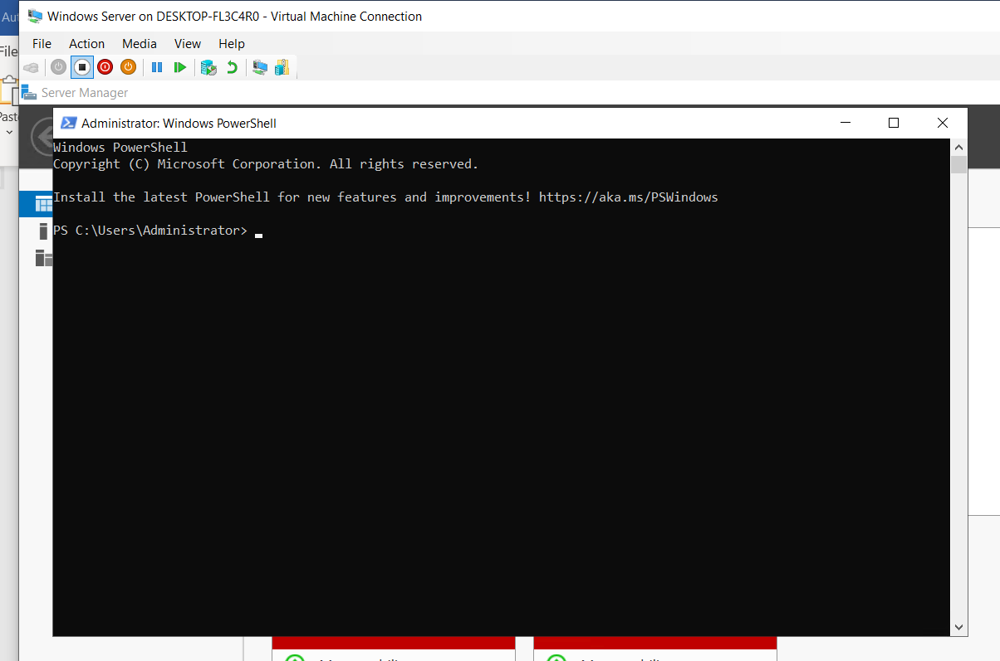 Windows Server on DESKTOP-FL3C4R0 - Virtual Machine Connection
File Action Media View Help
File
Server Manager
Administrator: Windows PowerShell
Windows PowerShell
Copyright (C) Microsoft Corporation. All rights reserved.
Install the latest PowerShell for new features and improvements! https://aka.ms/PSWindows
PS C:\Users\Administrator>